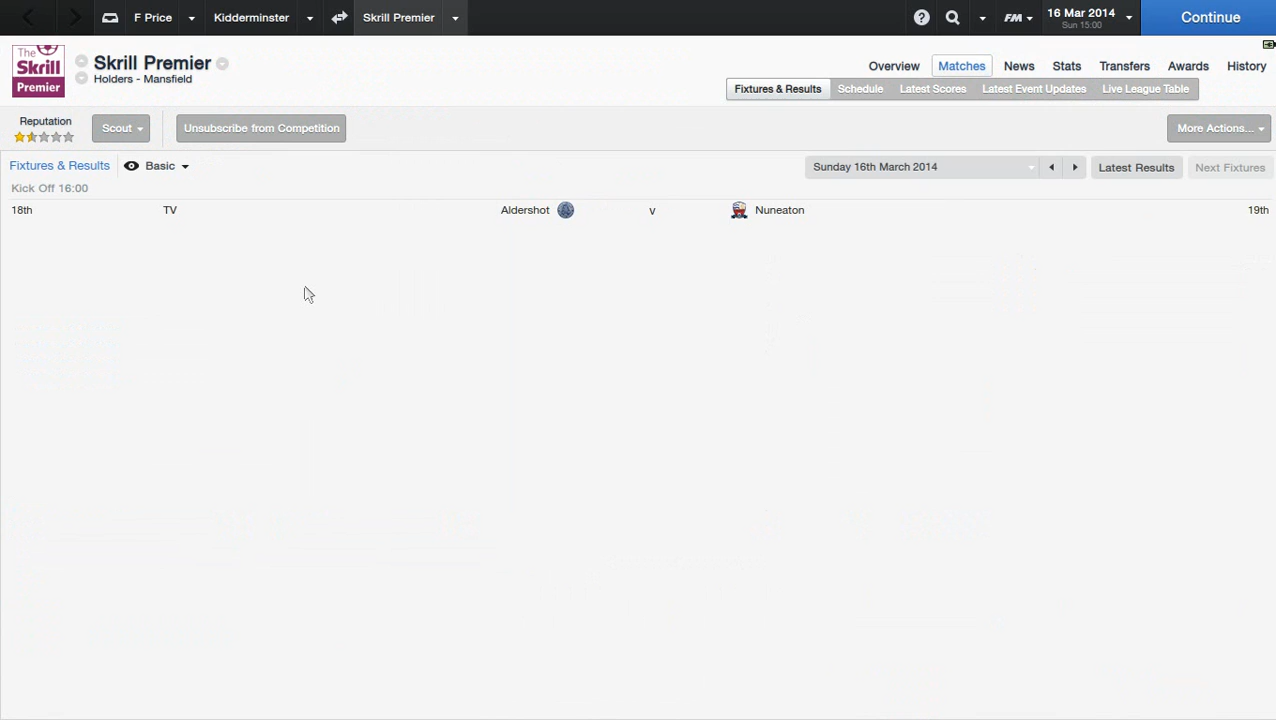 F Price Kidderminster Skrill Premier FM 16 Mar 2014 Continue
Sun 15:00
The Skrill Premier
Skrill Premier
Holders - Mansfield
Overview Matches News Stats Transfers Awards History
Fixtures & Results Schedule Latest Scores Latest Event Updates Live League Table
Reputation
Scout Unsubscribe from Competition More Actions...
Fixtures & Results Basic Sunday 16th March 2014 Latest Results Next Fixtures
Kick Off 16:00
18th TV Aldershot v Nuneaton 19th